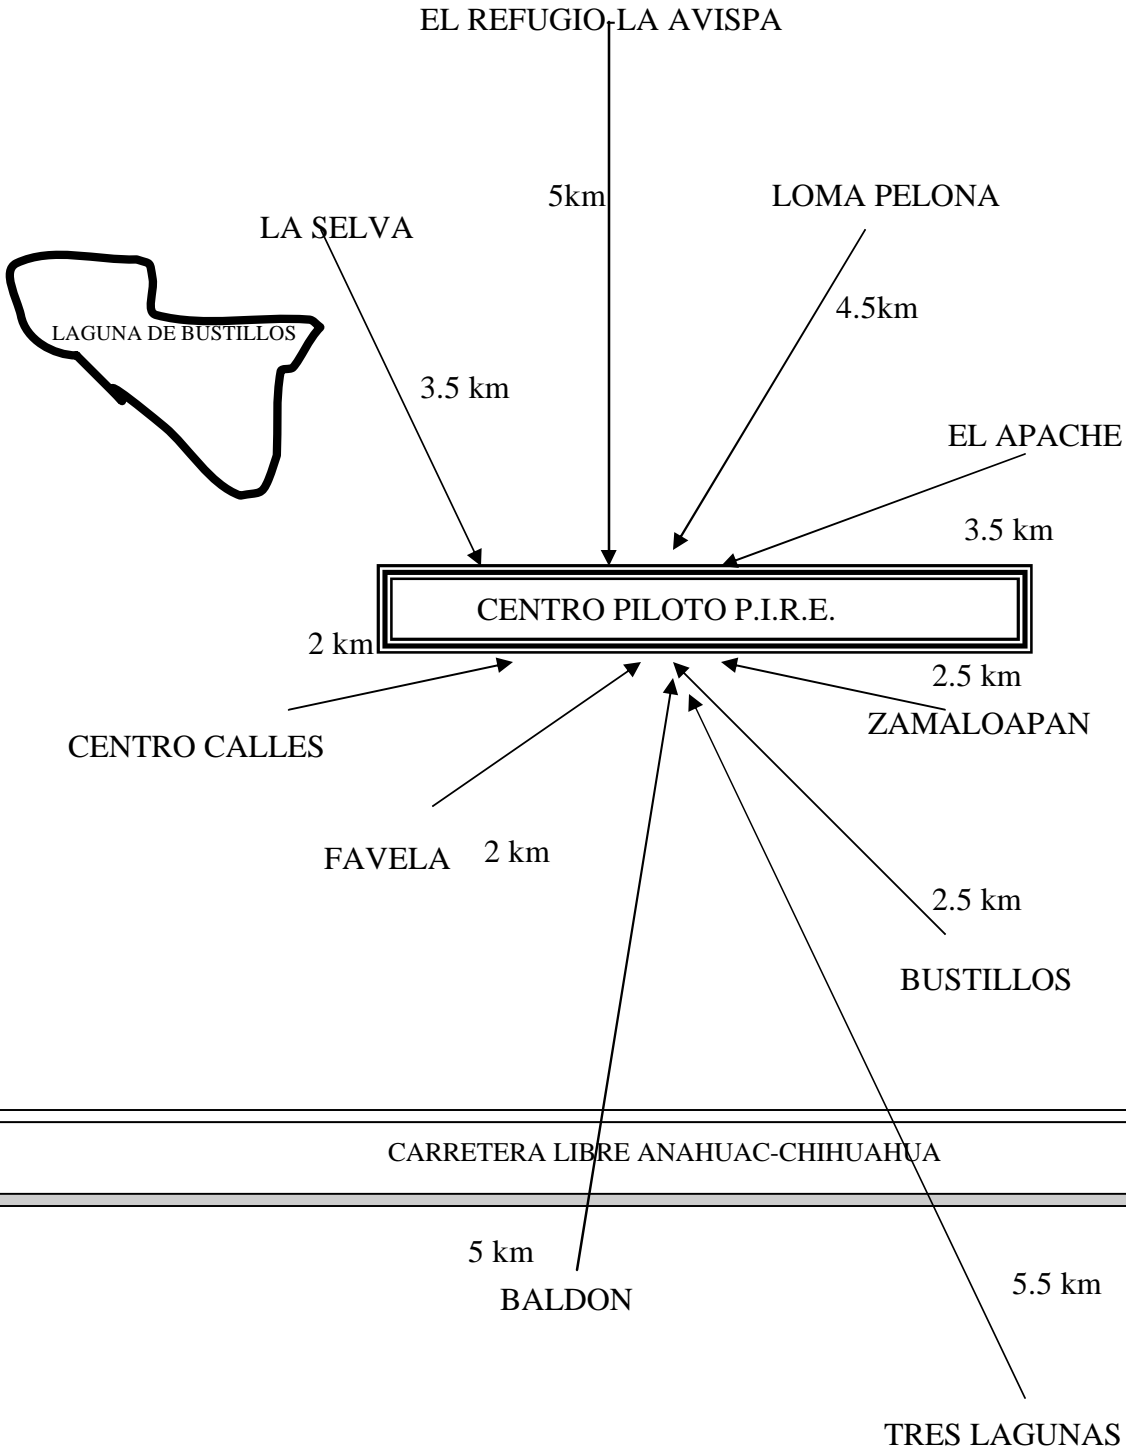 EL REFUGIO-LA AVISPA
5km
LOMA PELONA
LA SELVA
4.5km
LAGUNA DE BUSTILLOS
3.5 km
EL APACHE
3.5 km
CENTRO PILOTO P.I.R.E.
2 km
2.5 km
ZAMALOAPAN
CENTRO CALLES
FAVELA 2 km
2.5 km
BUSTILLOS
CARRETERA LIBRE ANAHUAC-CHIHUAHUA
5 km
5.5 km
BALDON
TRES LAGUNAS